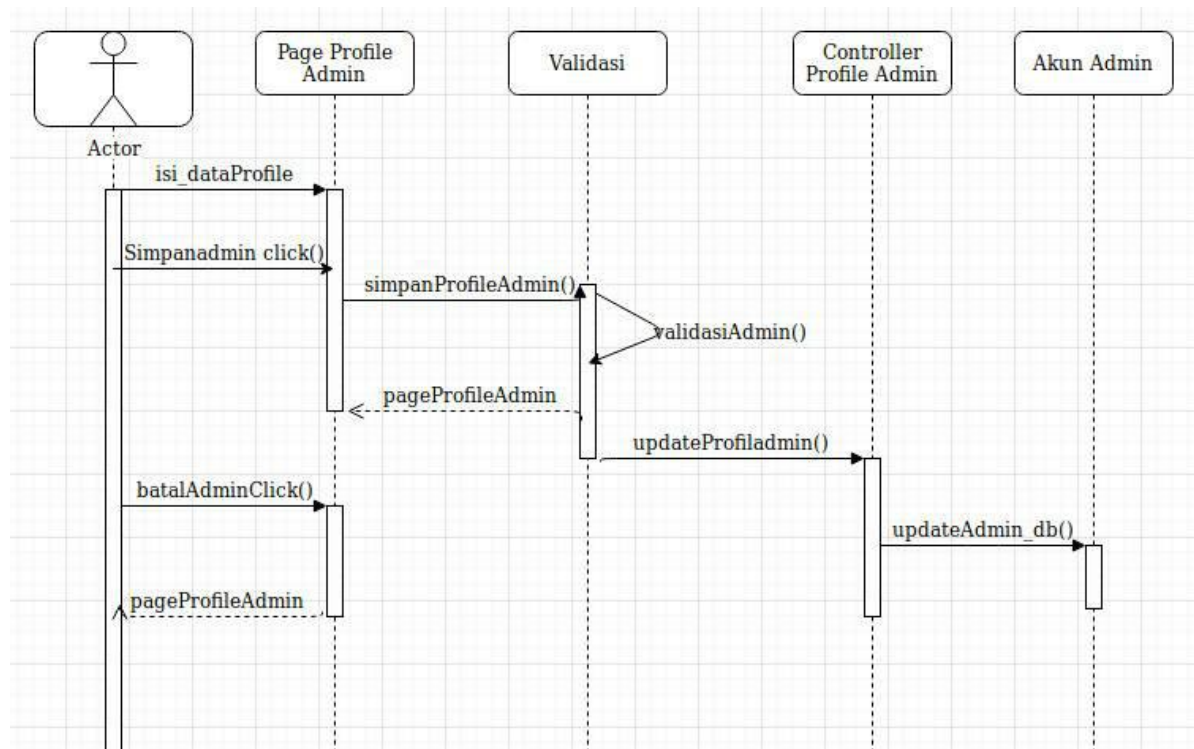 Page Profile
Admin
Validasi
Controller
Profile Admin
Akun Admin
Actor
isi_dataProfile
Simpanadmin click()
simpanProfileAdmin()
validasiAdmin()
pageProfileAdmin
updateProfiladmin()
batalAdminClick()
updateAdmin_db()
pageProfileAdmin